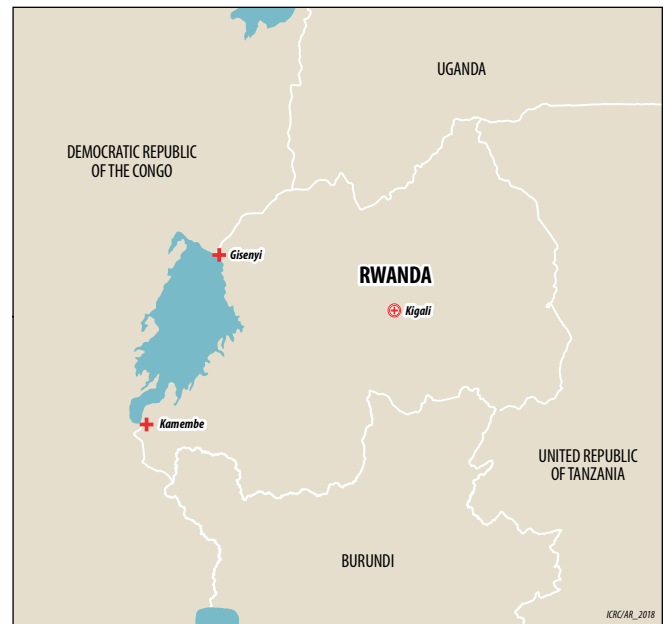 UGANDA
DEMOCRATIC REPUBLIC
OF THE CONGO
Gisenyi
RWANDA
Kigali
Kamembe
UNITED REPUBLIC
OF TANZANIA
BURUNDI
ICRC/AR_2018